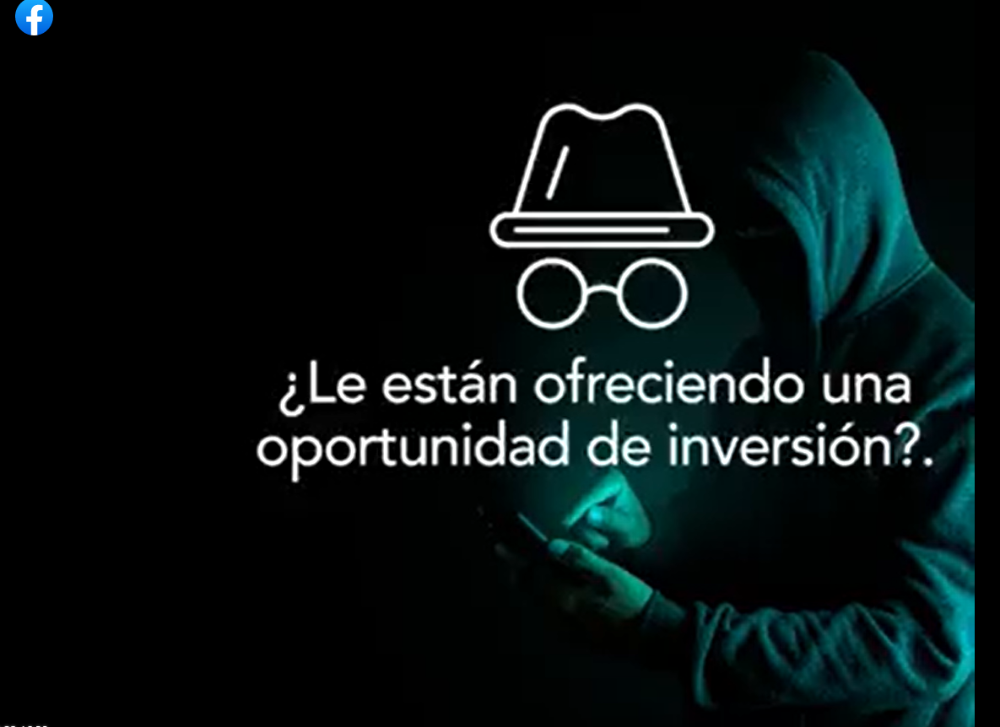 ¿Le están ofreciendo una
oportunidad de inversión?.